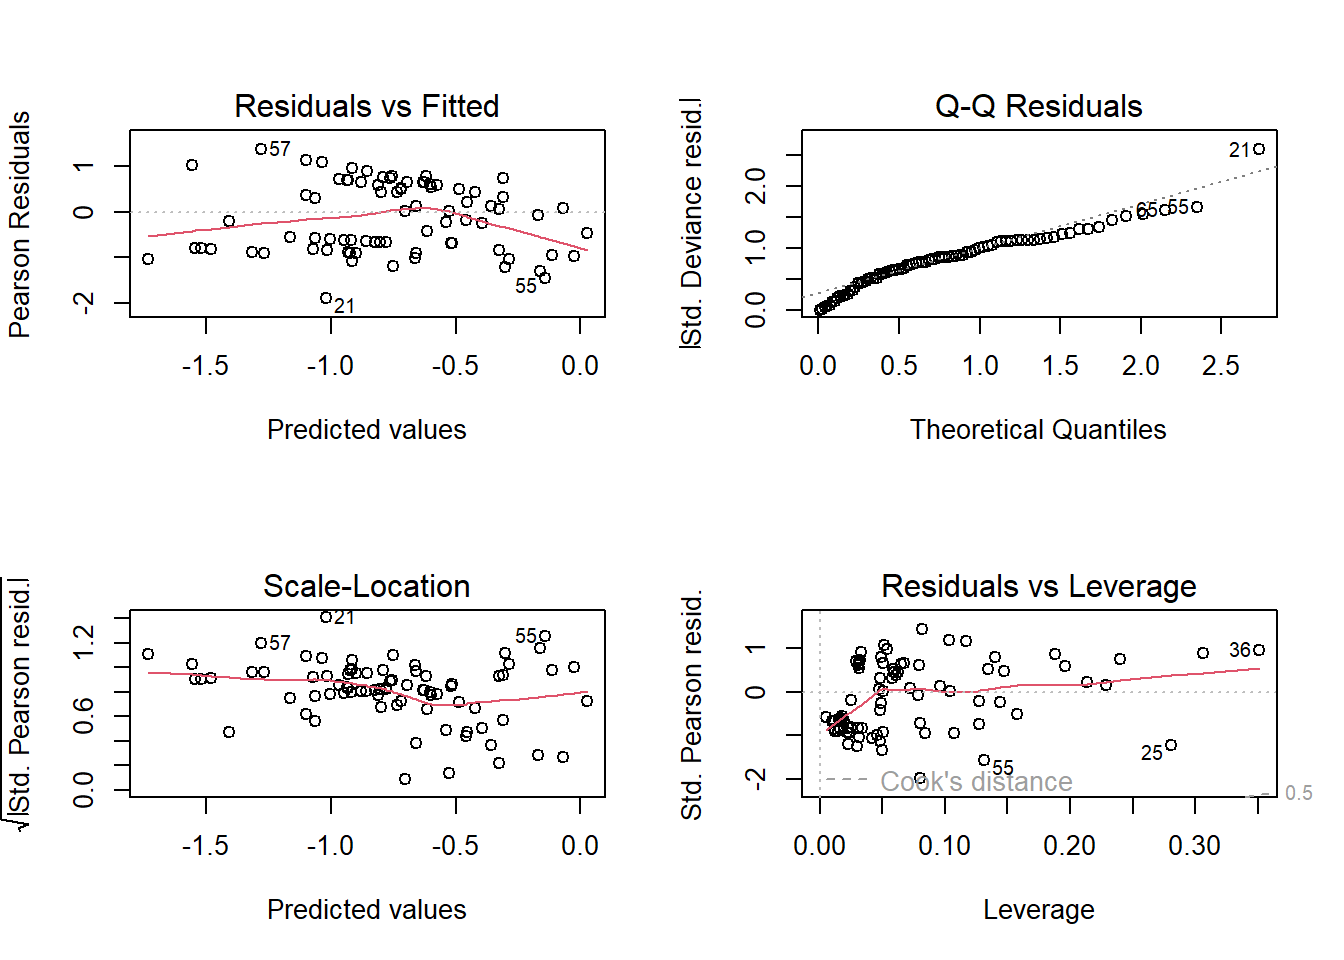 Residuals vs Fitted
Pearson Residuals
1
0
-2
57
21
55
-1.5 -1.0 -0.5 0.0
Predicted values
Q-Q Residuals
|Std. Deviance resid.|
2.0
1.0
0.0
21
65 55
0.0 0.5 1.0 1.5 2.0 2.5
Theoretical Quantiles
Scale-Location
√|Std. Pearson resid.|
1.2
0.6
0.0
21
57
55
-1.5 -1.0 -0.5 0.0
Predicted values
Residuals vs Leverage
Std. Pearson resid.
1
0
-2
36
25
55
Cook's distance
0.5
0.00 0.10 0.20 0.30
Leverage